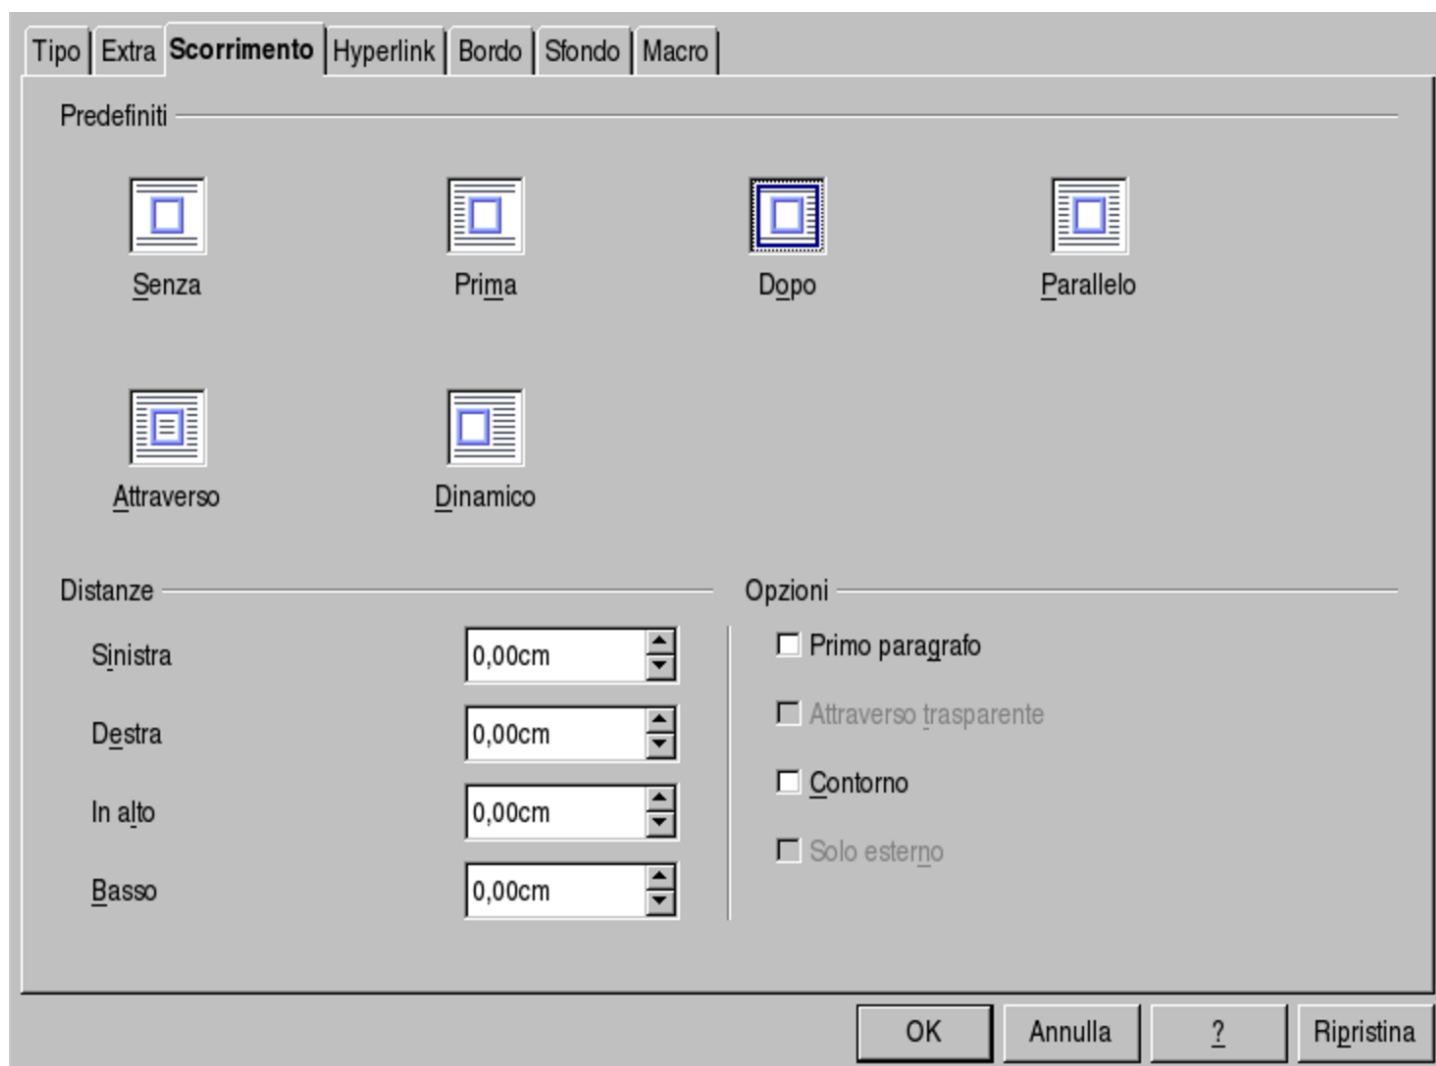 Tipo Extra Scorrimento Hyperlink Bordo Sfondo Macro
Predefiniti
Senza Prima Dopo Parallelo
Attraverso Dinamico
Distanze Opzioni
Sinistra 0,00cm Primo paragrafo
Destra 0,00cm Attraverso trasparente
In alto 0,00cm Contorno
Basso 0,00cm Solo esterno
OK Annulla ? Ripristina